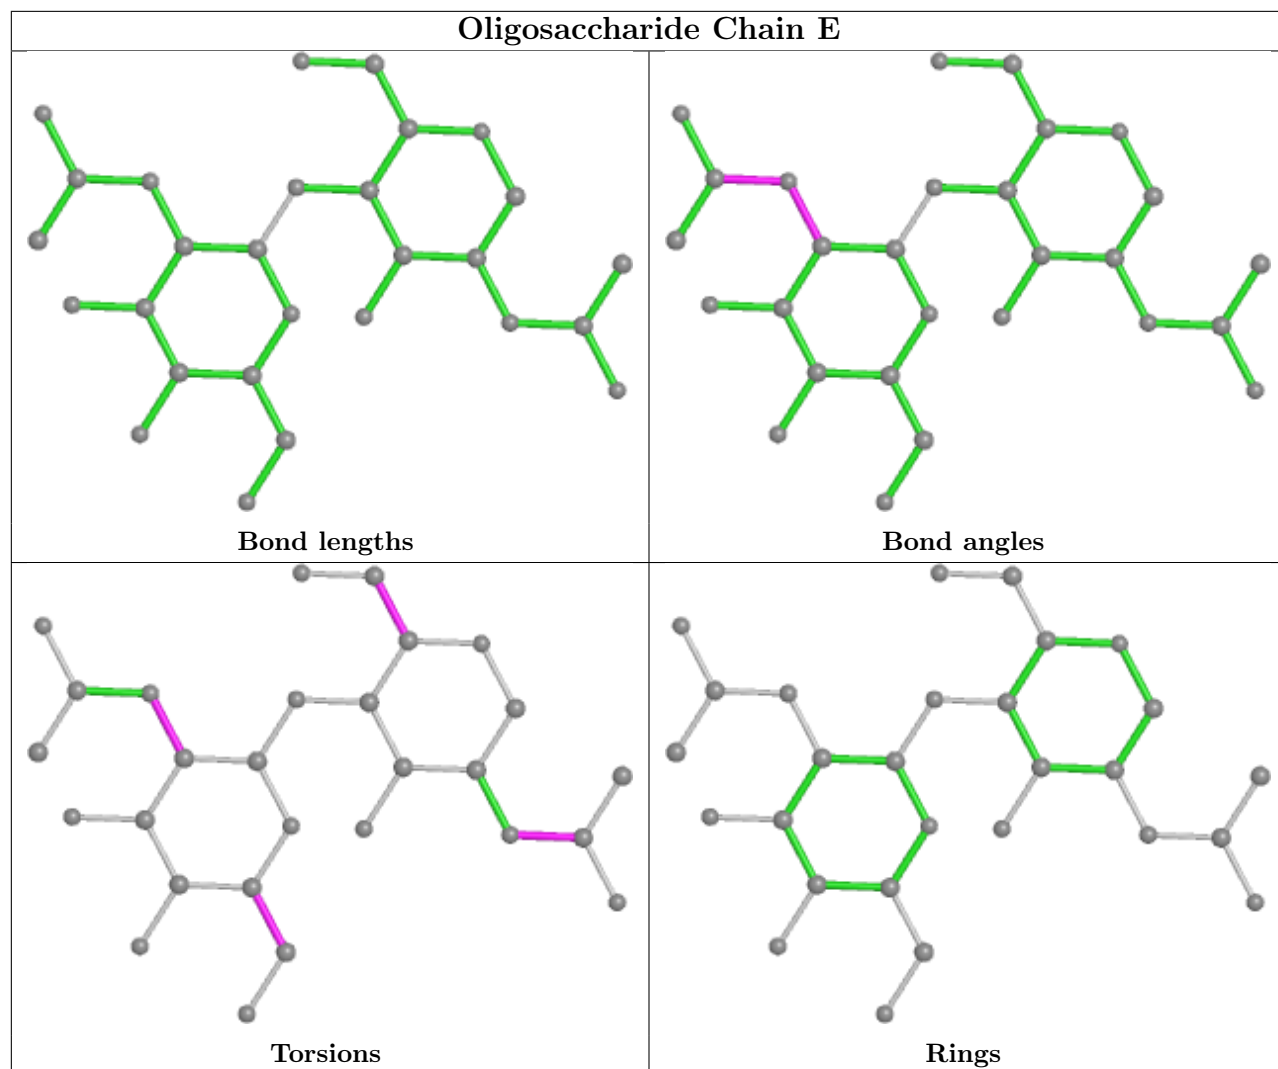 Oligosaccharide Chain E
Bond lengths
Bond angles
Torsions
Rings